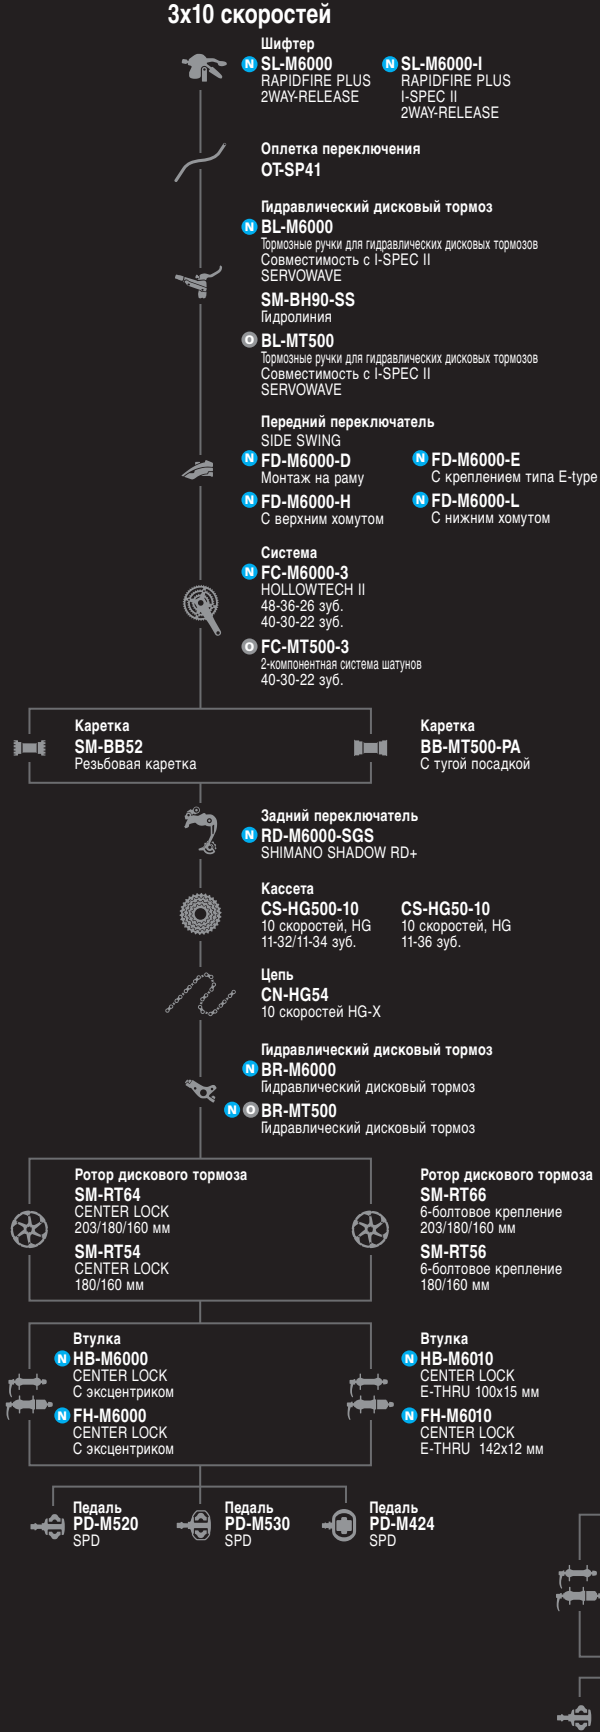 3x10 скоростей
Шифтер
N SL-M6000
RAPIDFIRE PLUS
2WAY-RELEASE
N SL-M6000-I
RAPIDFIRE PLUS
I-SPEC II
2WAY-RELEASE
Оплетка переключения
OT-SP41
Гидравлический дисковый тормоз
N BL-M6000
Тормозные ручки для гидравлических дисковых тормозов
Совместимость с I-SPEC II
SERVOWAVE
SM-BH90-SS
Гидролиния
O BL-MT500
Тормозные ручки для гидравлических дисковых тормозов
Совместимость с I-SPEC II
SERVOWAVE
Передний переключатель
SIDE SWING
N FD-M6000-D
Монтаж на раму
N FD-M6000-E
С креплением типа E-type
N FD-M6000-H
С верхним хомутом
N FD-M6000-L
С нижним хомутом
Система
N FC-M6000-3
HOLLOWTECH II
48-36-26 зуб.
40-30-22 зуб.
O FC-MT500-3
2-компонентная система шатунов
40-30-22 зуб.
Каретка
SM-BB52
Резьбовая каретка
Каретка
BB-MT500-PA
С тугой посадкой
Задний переключатель
N RD-M6000-SGS
SHIMANO SHADOW RD+
Кассета
CS-HG500-10
10 скоростей, HG
11-32/11-34 зуб.
CS-HG50-10
10 скоростей, HG
11-36 зуб.
Цепь
CN-HG54
10 скоростей HG-X
Гидравлический дисковый тормоз
N BR-M6000
Гидравлический дисковый тормоз
N O BR-MT500
Гидравлический дисковый тормоз
Ротор дискового тормоза
SM-RT64
CENTER LOCK
203/180/160 мм
SM-RT54
CENTER LOCK
180/160 мм
Ротор дискового тормоза
SM-RT66
6-болтовое крепление
203/180/160 мм
SM-RT56
6-болтовое крепление
180/160 мм
Втулка
N HB-M6000
CENTER LOCK
С эксцентриком
N FH-M6000
CENTER LOCK
С эксцентриком
Втулка
N HB-M6010
CENTER LOCK
E-THRU 100x15 мм
N FH-M6010
CENTER LOCK
E-THRU 142x12 мм
Педаль
PD-M520
SPD
Педаль
PD-M530
SPD
Педаль
PD-M424
SPD